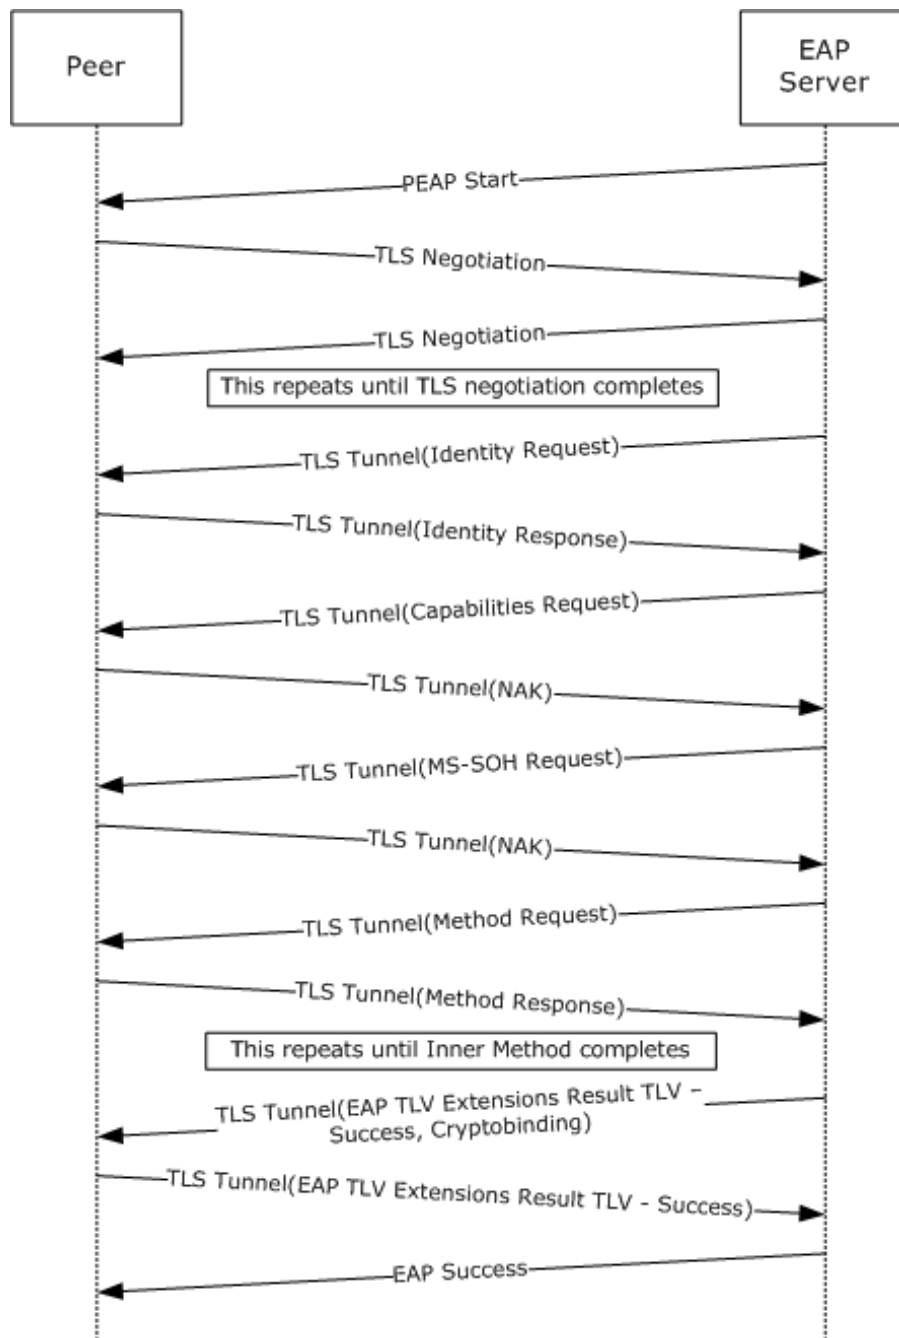 Peer
EAP
Server
PEAP Start
TLS Negotiation
TLS Negotiation
This repeats until TLS negotiation completes
TLS Tunnel(Identity Request)
TLS Tunnel(Identity Response)
TLS Tunnel(Capabilities Request)
TLS Tunnel(NAK)
TLS Tunnel(MS-SOH Request)
TLS Tunnel(NAK)
TLS Tunnel(Method Request)
TLS Tunnel(Method Response)
This repeats until Inner Method completes
TLS Tunnel(EAP TLV Extensions Result TLV –
Success, Cryptobinding)
TLS Tunnel(EAP TLV Extensions Result TLV - Success)
EAP Success